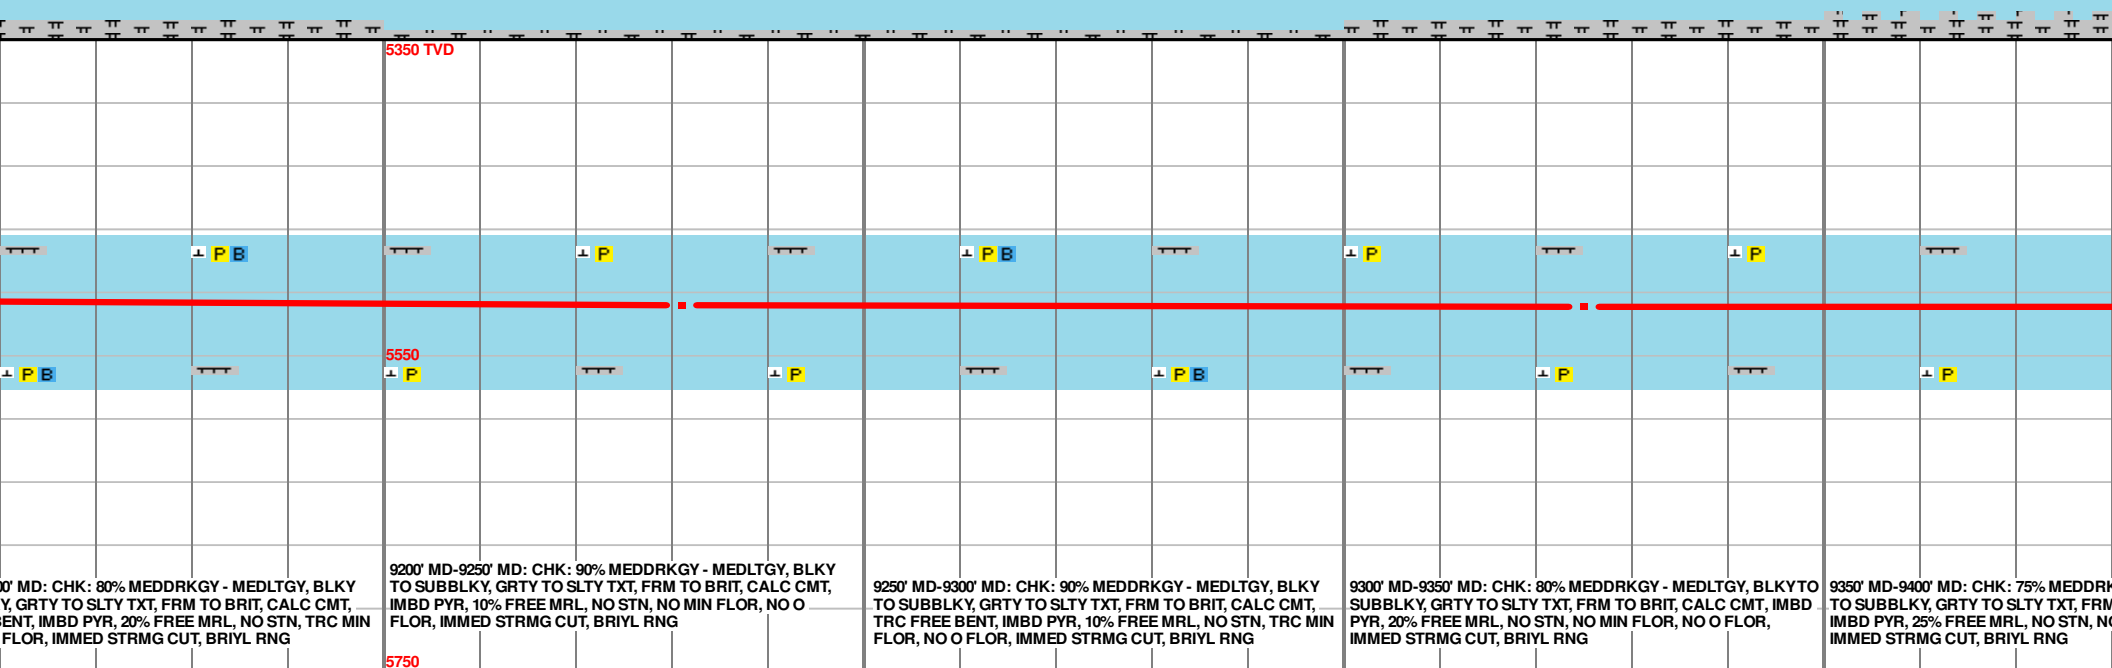 5350 TVD
P B
P
P B
P
P
5550
P B
P
P
P B
P
P
00' MD: CHK: 80% MEDDRKGY - MEDLTGY, BLKY
Y, GRTY TO SLTY TXT, FRM TO BRIT, CALC CMT,
BENT, IMBD PYR, 20% FREE MRL, NO STN, TRC MIN
FLOR, IMMED STRMG CUT, BRIYL RNG
9200' MD-9250' MD: CHK: 90% MEDDRKGY - MEDLTGY, BLKY
TO SUBBLKY, GRTY TO SLTY TXT, FRM TO BRIT, CALC CMT,
IMBD PYR, 10% FREE MRL, NO STN, NO MIN FLOR, NO O
FLOR, IMMED STRMG CUT, BRIYL RNG
9250' MD-9300' MD: CHK: 90% MEDDRKGY - MEDLTGY, BLKY
TO SUBBLKY, GRTY TO SLTY TXT, FRM TO BRIT, CALC CMT,
TRC FREE BENT, IMBD PYR, 10% FREE MRL, NO STN, TRC MIN
FLOR, NO O FLOR, IMMED STRMG CUT, BRIYL RNG
9300' MD-9350' MD: CHK: 80% MEDDRKGY - MEDLTGY, BLKY TO
SUBBLKY, GRTY TO SLTY TXT, FRM TO BRIT, CALC CMT, IMBD
PYR, 20% FREE MRL, NO STN, NO MIN FLOR, NO O FLOR,
IMMED STRMG CUT, BRIYL RNG
9350' MD-9400' MD: CHK: 75% MEDDRK
TO SUBBLKY, GRTY TO SLTY TXT, FRM
IMBD PYR, 25% FREE MRL, NO STN, NO
IMMED STRMG CUT, BRIYL RNG
5750